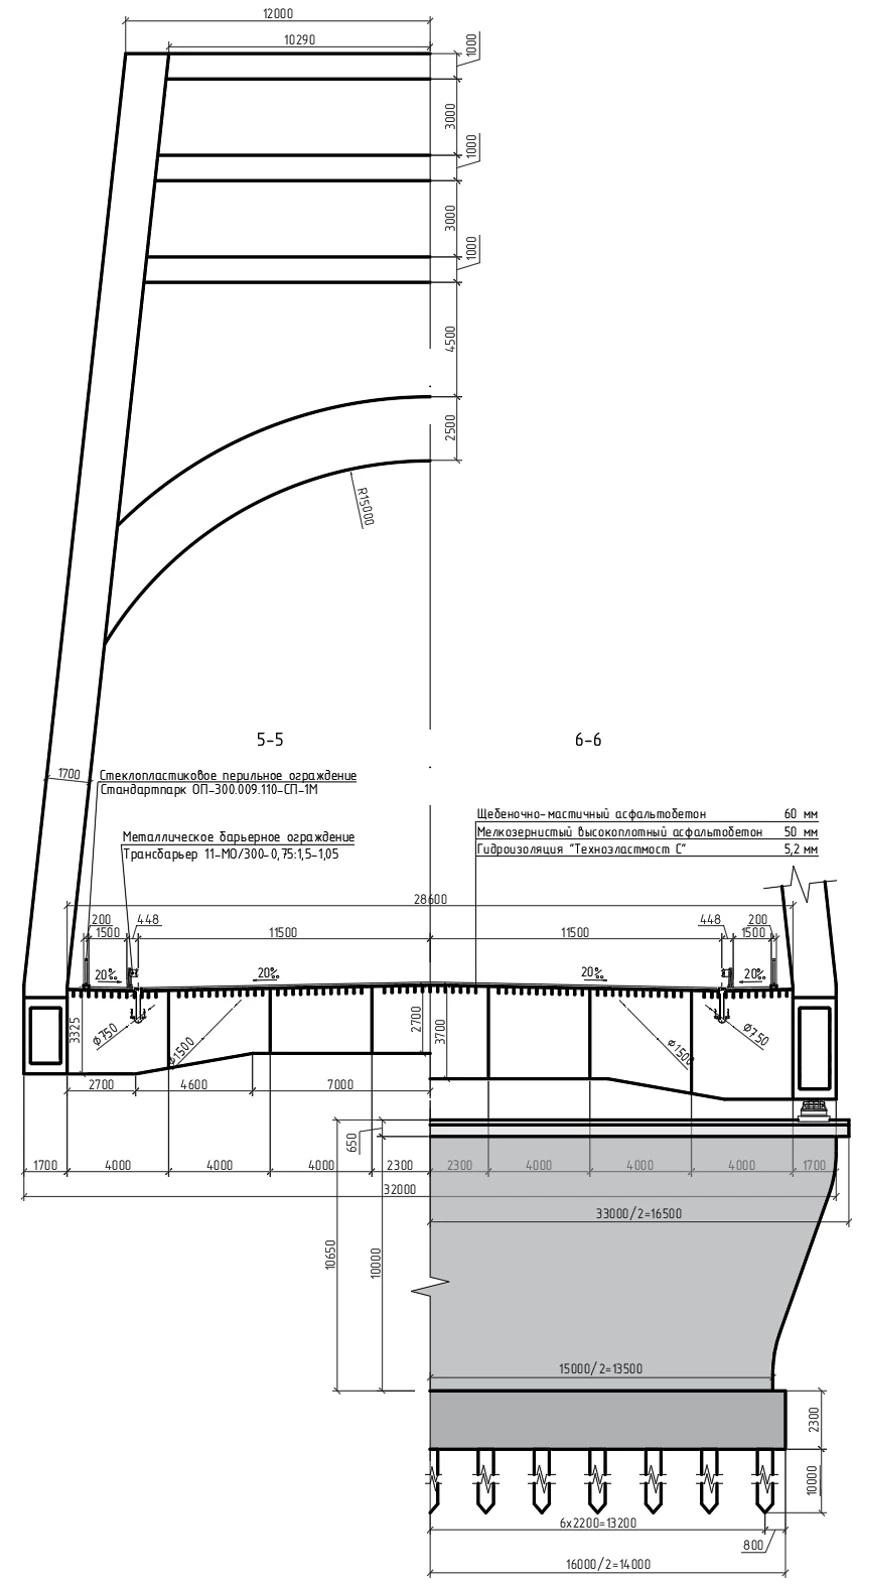 12000
10290
1000
3000
1000
3000
1000
4500
2500
R15000
5-5
6-6
1700
Стеклопластиковое перильное ограждение
Стандартпарк ОП-300.009.110-СП-1М
Металлическое барьерное ограждение
Трансбарьер 11-МО/300-0,75:1,5-1,05
Щебеночно-мастичный асфальтобетон 60 мм
Мелкозернистый высокоплотный асфальтобетон 50 мм
Гидроизоляция "Техноэластмост С" 5,2 мм
28600
200 448 448 200
1500 11500 11500 1500
20‰ 20‰ 20‰ 20‰
3325 ⌀750 ⌀1500 2700 3700 ⌀1500 ⌀750
2700 4600 7000
650
1700 4000 4000 4000 2300 2300 4000 4000 4000 1700
32000
33000/2=16500
10650
10000
15000/2=13500
2300
10000
6x2200=13200
800
16000/2=14000